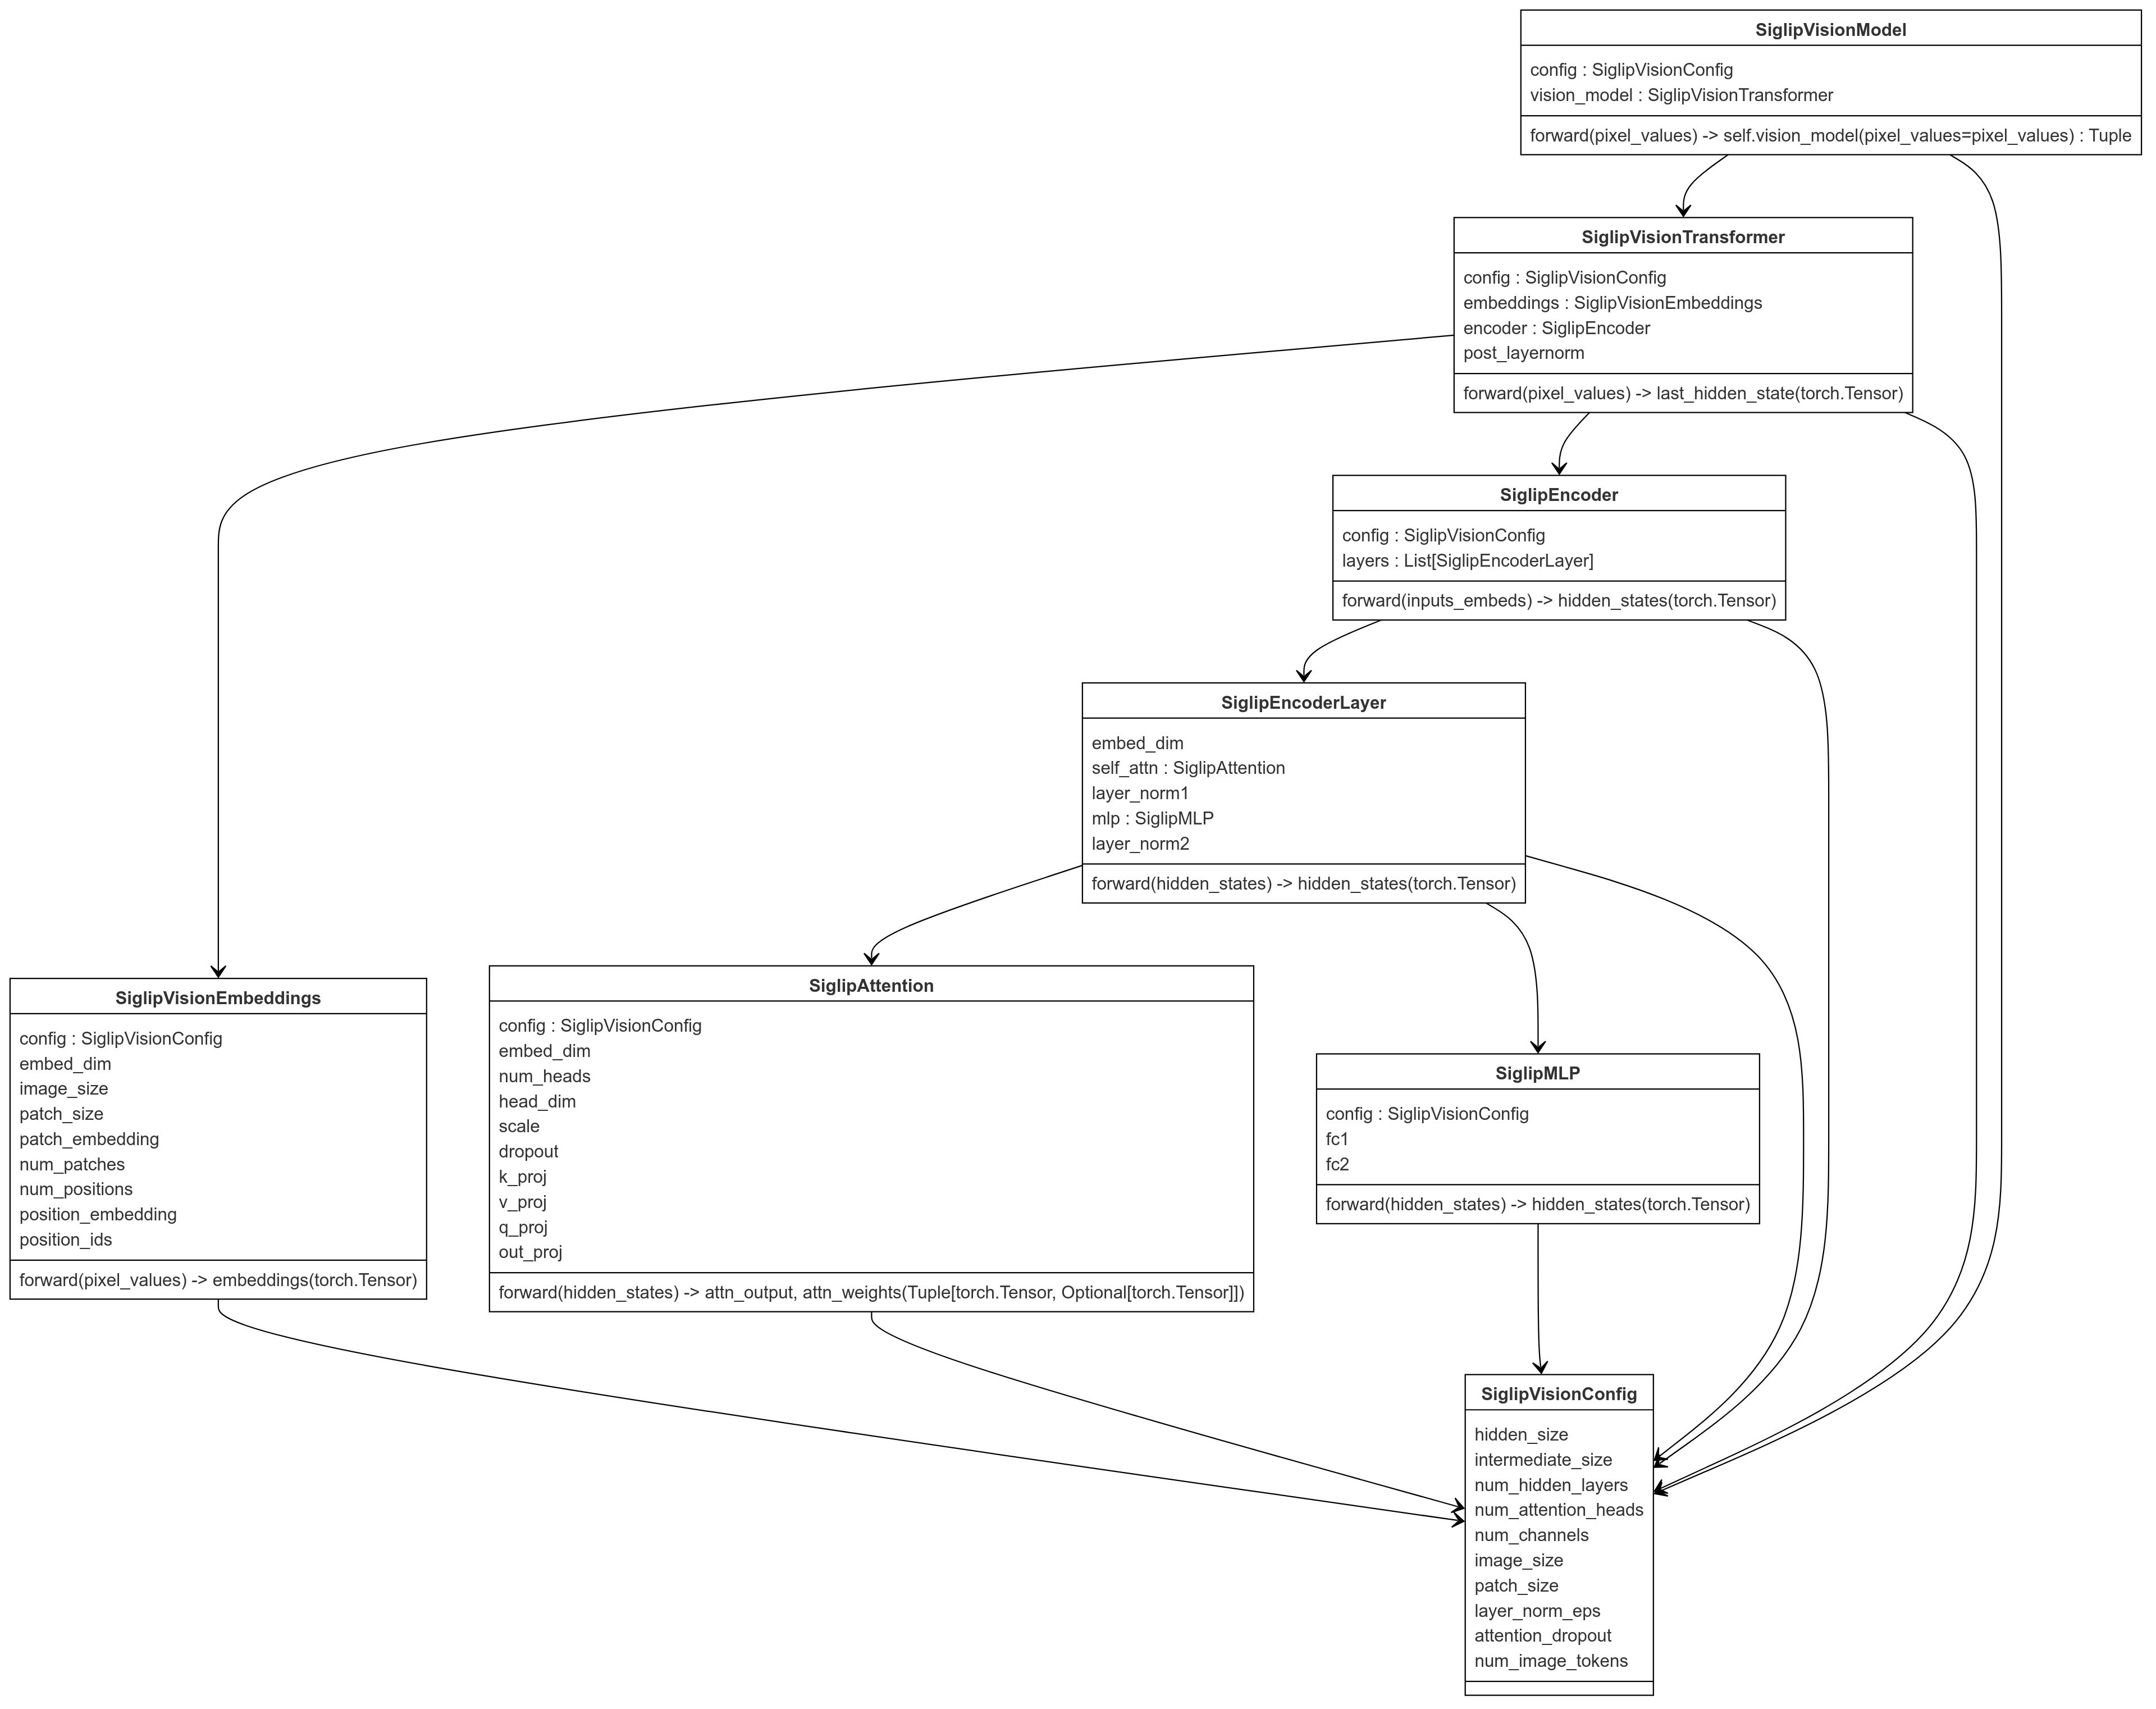 SiglipVisionModel
config : SiglipVisionConfig
vision_model : SiglipVisionTransformer
forward(pixel_values) -> self.vision_model(pixel_values=pixel_values) : Tuple
SiglipVisionTransformer
config : SiglipVisionConfig
embeddings : SiglipVisionEmbeddings
encoder : SiglipEncoder
post_layernorm
forward(pixel_values) -> last_hidden_state(torch.Tensor)
SiglipEncoder
config : SiglipVisionConfig
layers : List[SiglipEncoderLayer]
forward(inputs_embeds) -> hidden_states(torch.Tensor)
SiglipEncoderLayer
embed_dim
self_attn : SiglipAttention
layer_norm1
mlp : SiglipMLP
layer_norm2
forward(hidden_states) -> hidden_states(torch.Tensor)
SiglipVisionEmbeddings
config : SiglipVisionConfig
embed_dim
image_size
patch_size
patch_embedding
num_patches
num_positions
position_embedding
position_ids
forward(pixel_values) -> embeddings(torch.Tensor)
SiglipAttention
config : SiglipVisionConfig
embed_dim
num_heads
head_dim
scale
dropout
k_proj
v_proj
q_proj
out_proj
forward(hidden_states) -> attn_output, attn_weights(Tuple[torch.Tensor, Optional[torch.Tensor]])
SiglipMLP
config : SiglipVisionConfig
fc1
fc2
forward(hidden_states) -> hidden_states(torch.Tensor)
SiglipVisionConfig
hidden_size
intermediate_size
num_hidden_layers
num_attention_heads
num_channels
image_size
patch_size
layer_norm_eps
attention_dropout
num_image_tokens